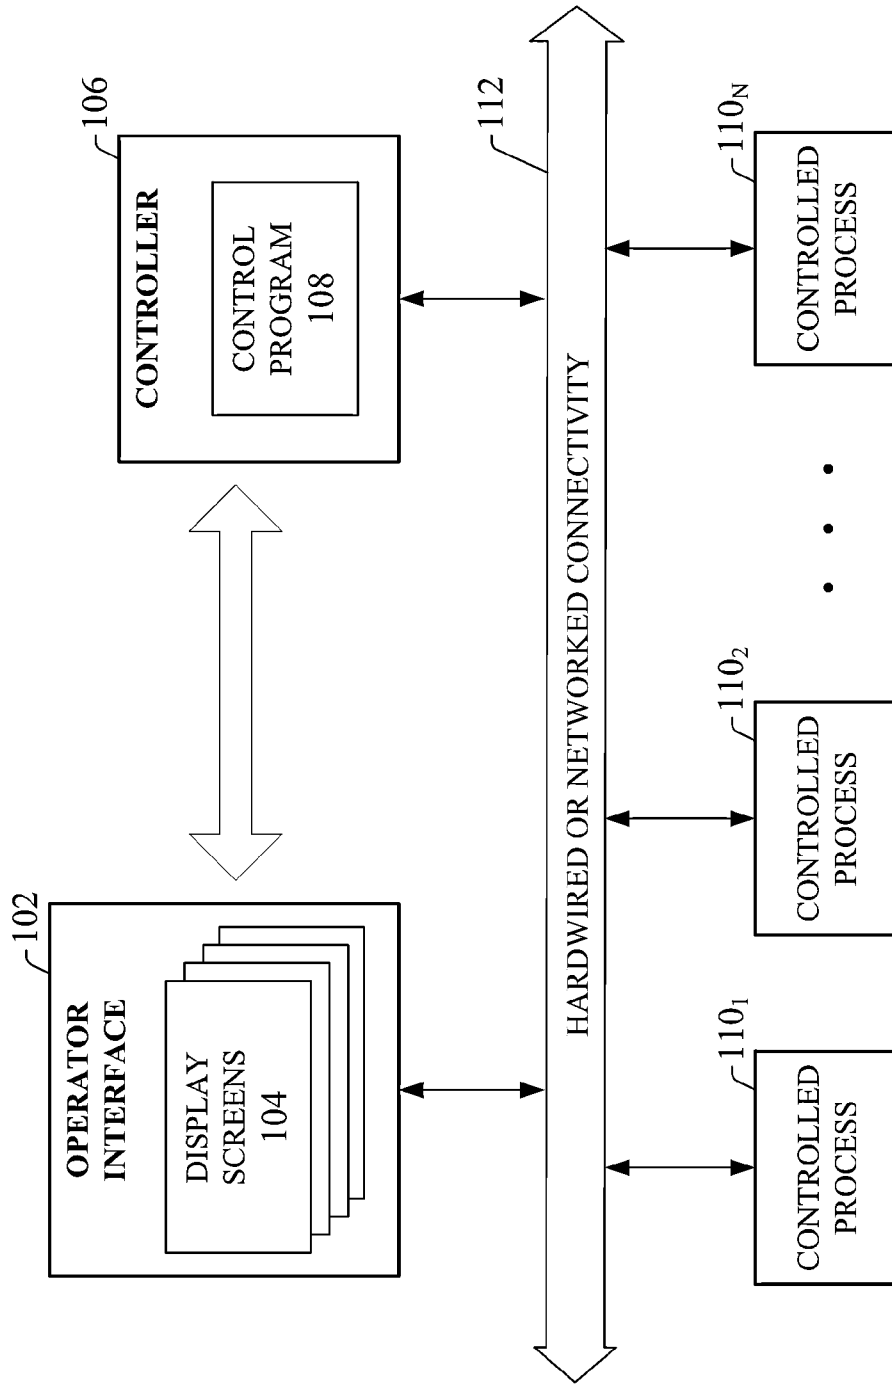 102
OPERATOR
INTERFACE
DISPLAY
SCREENS
104
106
CONTROLLER
CONTROL
PROGRAM
108
112
HARDWIRED OR NETWORKED CONNECTIVITY
110₁
CONTROLLED
PROCESS
110₂
CONTROLLED
PROCESS
• • •
110N
CONTROLLED
PROCESS